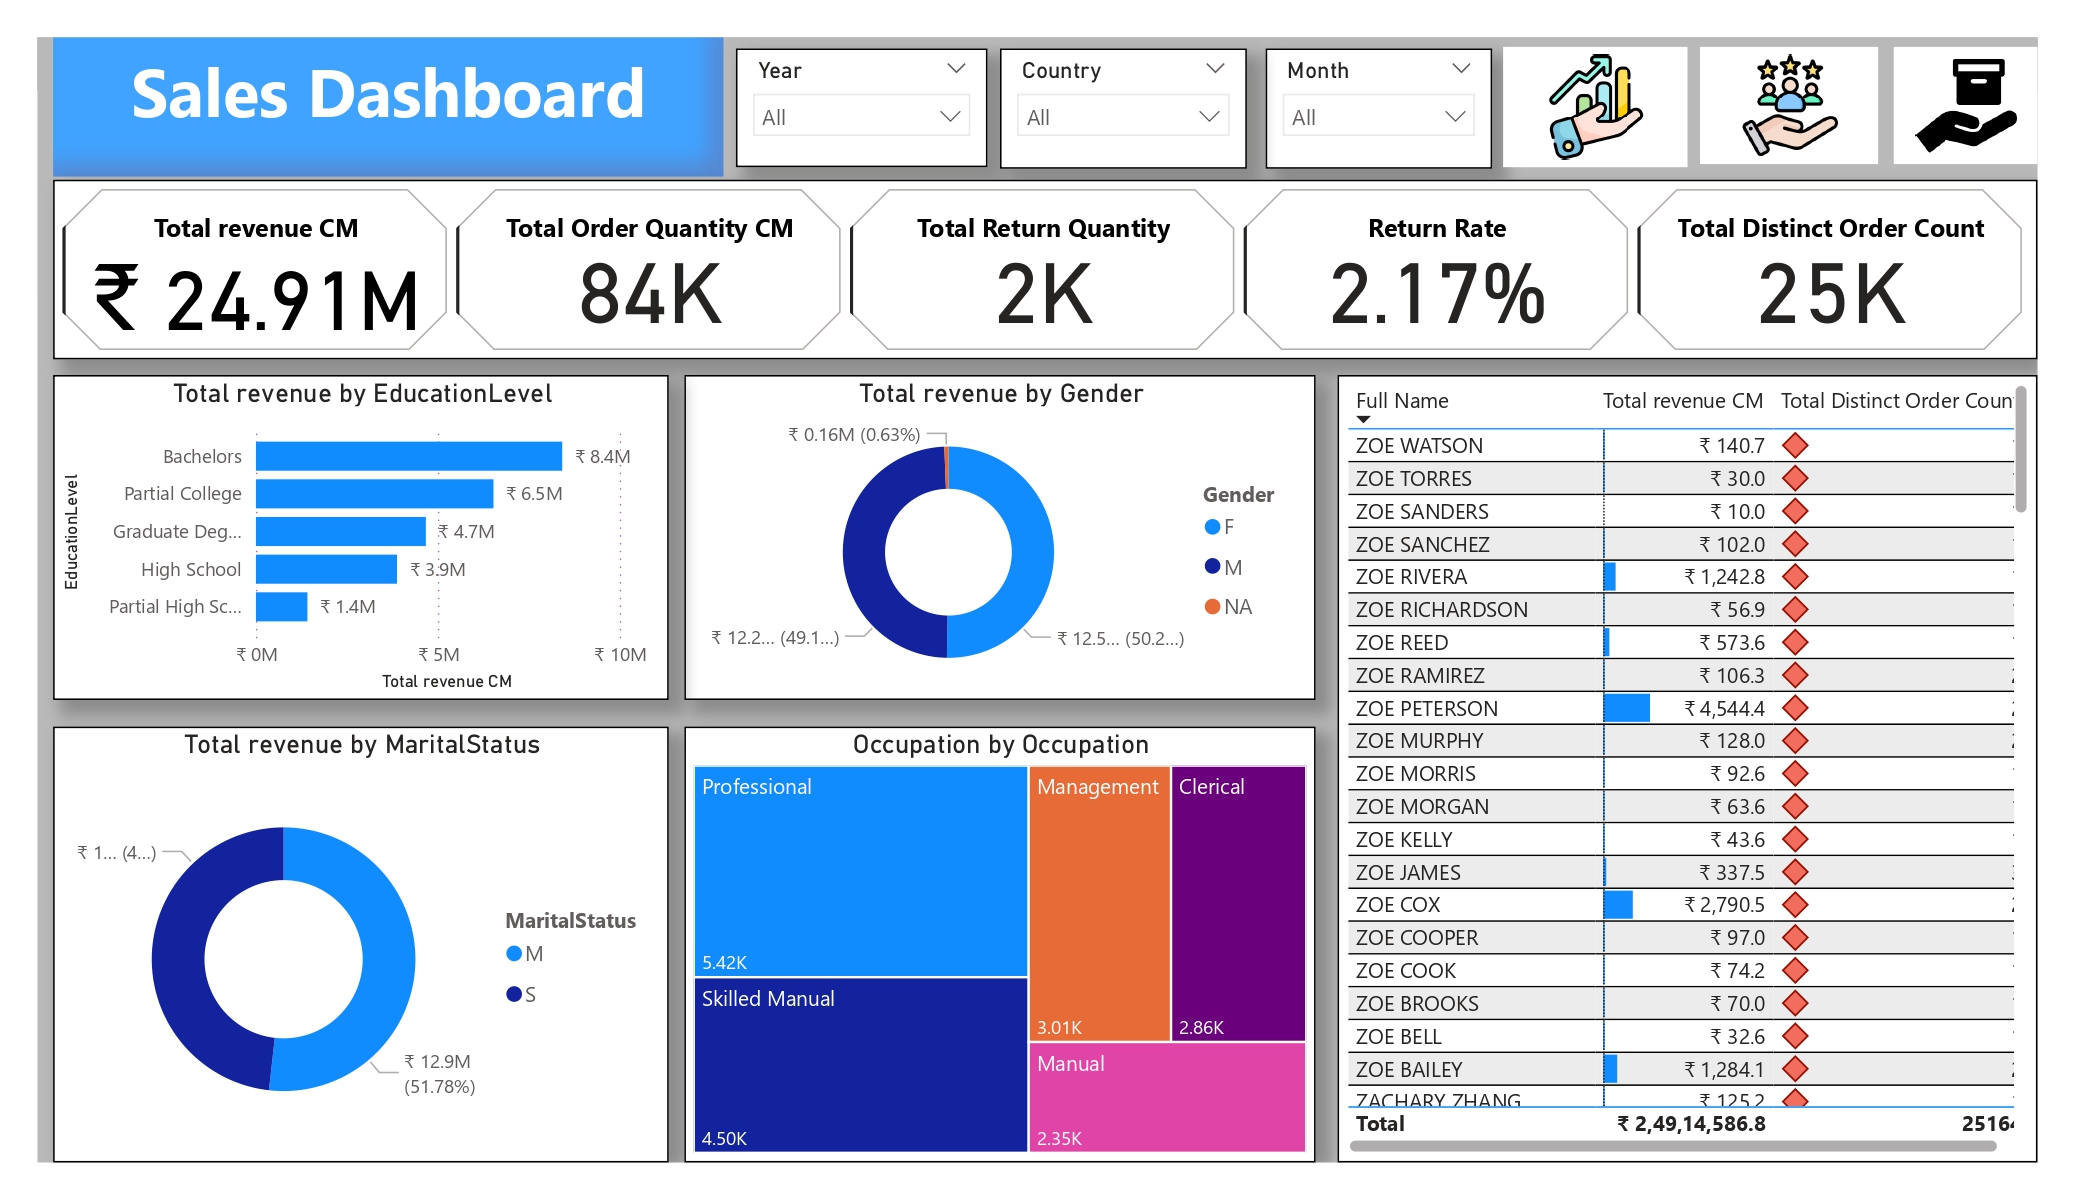 Sales Dashboard
Year
All
Country
All
Month
All
Total revenue CM
₹ 24.91M
Total Order Quantity CM
84K
Total Return Quantity
2K
Return Rate
2.17%
Total Distinct Order Count
25K
Total revenue by EducationLevel
EducationLevel
Bachelors ₹ 8.4M
Partial College ₹ 6.5M
Graduate Deg... ₹ 4.7M
High School ₹ 3.9M
Partial High Sc... ₹ 1.4M
₹ 0M ₹ 5M ₹ 10M
Total revenue CM
Total revenue by Gender
₹ 0.16M (0.63%)
₹ 12.2... (49.1...)
₹ 12.5... (50.2...)
Gender
F
M
NA
Total revenue by MaritalStatus
₹ 1... (4...)
₹ 12.9M
(51.78%)
MaritalStatus
M
S
Occupation by Occupation
Professional
5.42K
Skilled Manual
4.50K
Management
3.01K
Clerical
2.86K
Manual
2.35K
Full Name Total revenue CM Total Distinct Order Coun
ZOE WATSON ₹ 140.7
ZOE TORRES ₹ 30.0
ZOE SANDERS ₹ 10.0
ZOE SANCHEZ ₹ 102.0
ZOE RIVERA ₹ 1,242.8
ZOE RICHARDSON ₹ 56.9
ZOE REED ₹ 573.6
ZOE RAMIREZ ₹ 106.3
ZOE PETERSON ₹ 4,544.4
ZOE MURPHY ₹ 128.0
ZOE MORRIS ₹ 92.6
ZOE MORGAN ₹ 63.6
ZOE KELLY ₹ 43.6
ZOE JAMES ₹ 337.5
ZOE COX ₹ 2,790.5
ZOE COOPER ₹ 97.0
ZOE COOK ₹ 74.2
ZOE BROOKS ₹ 70.0
ZOE BELL ₹ 32.6
ZOE BAILEY ₹ 1,284.1
ZACHARY ZHANG ₹ 125.2
Total ₹ 2,49,14,586.8 25164